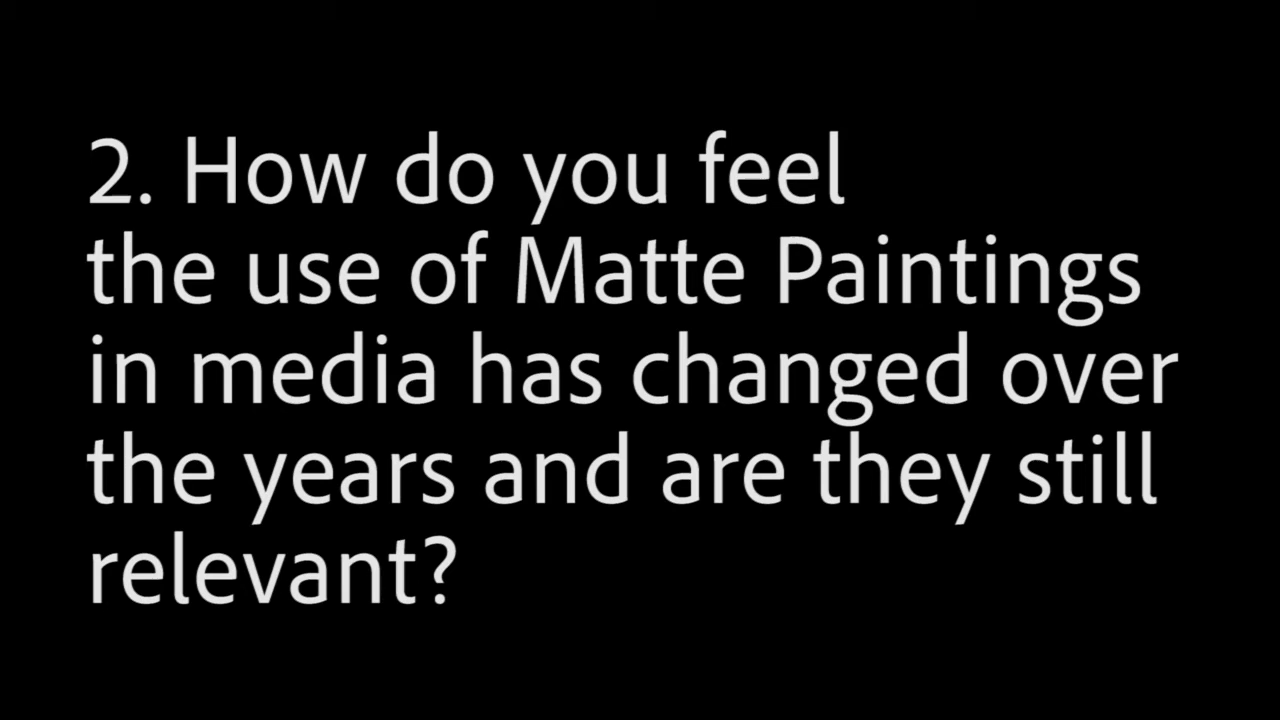 2. How do you feel
the use of Matte Paintings
in media has changed over
the years and are they still
relevant?